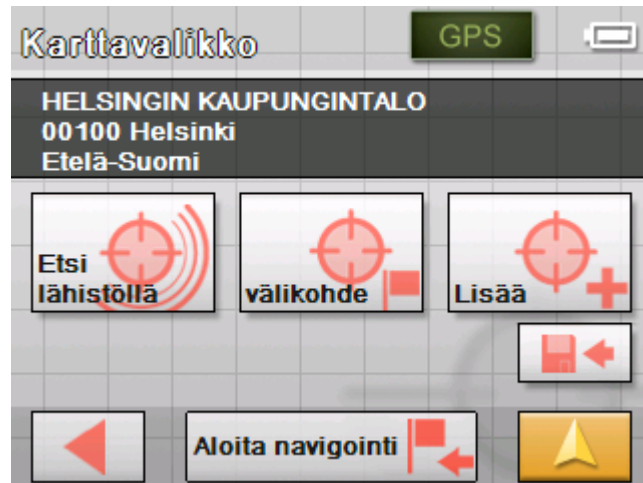 Karttavalikko
GPS
HELSINGIN KAUPUNGINTALO
00100 Helsinki
Etelä-Suomi
Etsi
lähistöllä
välikohde
Lisää
Aloita navigointi